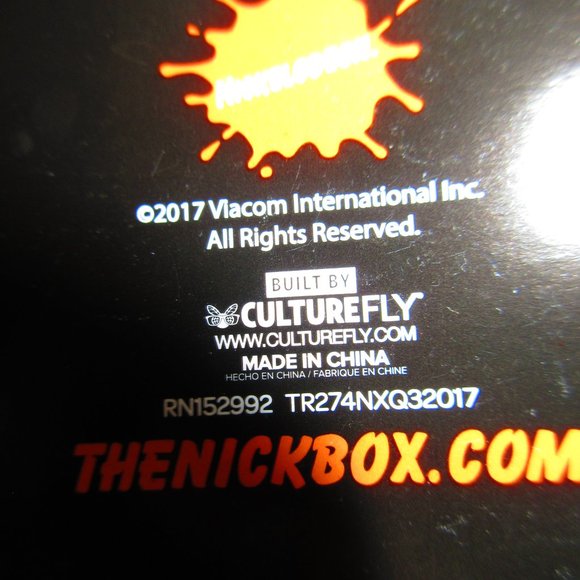 NICKELODEON
©2017 Viacom International Inc.
All Rights Reserved.
BUILT BY
CULTUREFLY
WWW.CULTUREFLY.COM
MADE IN CHINA
HECHO EN CHINA / FABRIQUE EN CHINE
RN152992 TR274NXQ32017
THENICKBOX.COM